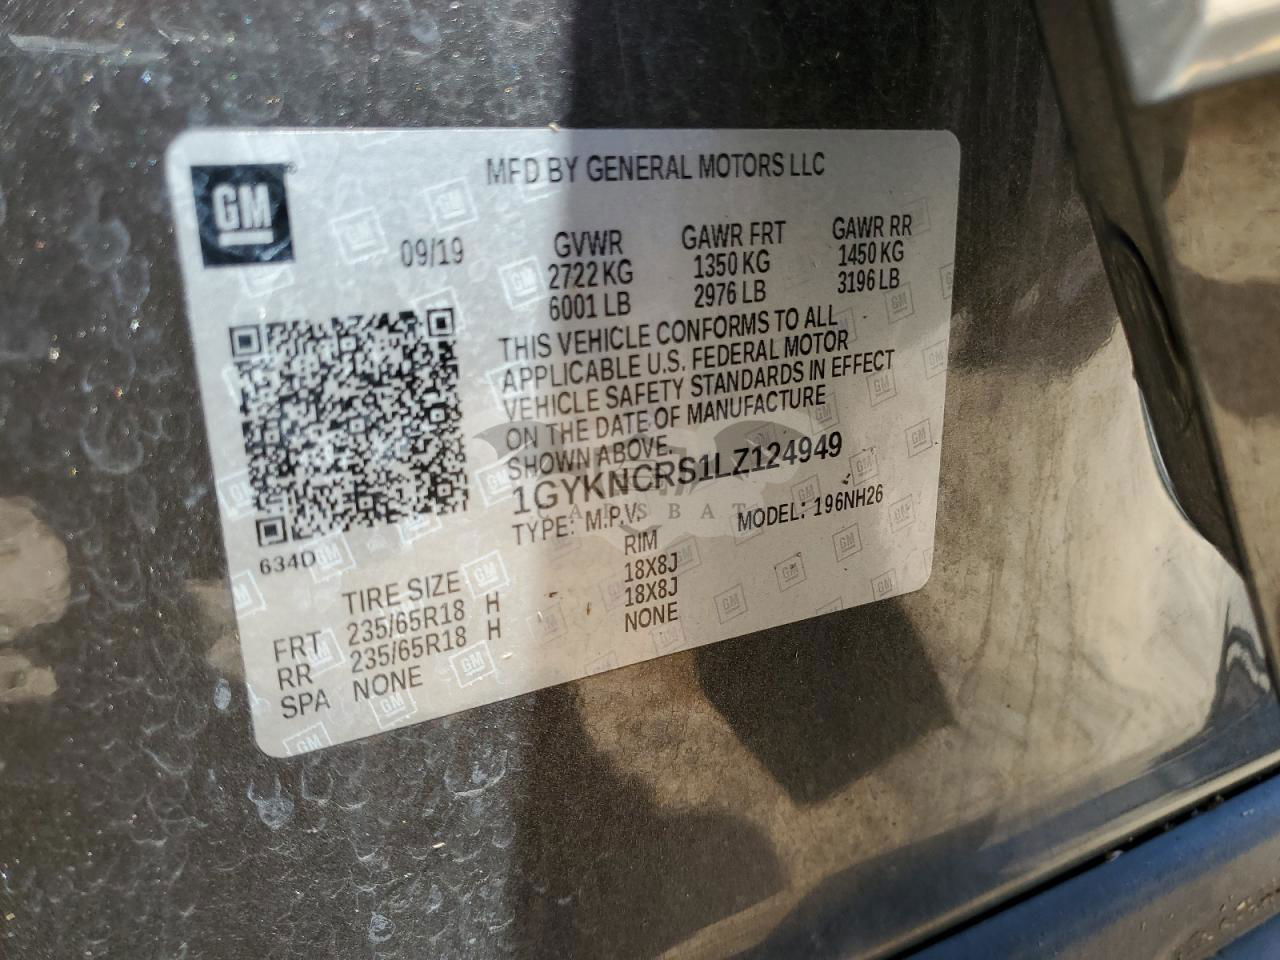 GM
MFD BY GENERAL MOTORS LLC
09/19
GVWR GAWR FRT GAWR RR
2722 KG 1350 KG 1450 KG
6001 LB 2976 LB 3196 LB
THIS VEHICLE CONFORMS TO ALL
APPLICABLE U.S. FEDERAL MOTOR
VEHICLE SAFETY STANDARDS IN EFFECT
ON THE DATE OF MANUFACTURE
SHOWN ABOVE.
1GYKNCRS1LZ124949
TYPE: M.P.V. MODEL: 196NH26
CARSBAT
634D
TIRE SIZE RIM
FRT 235/65R18 H 18X8J
RR 235/65R18 H 18X8J
SPA NONE NONE